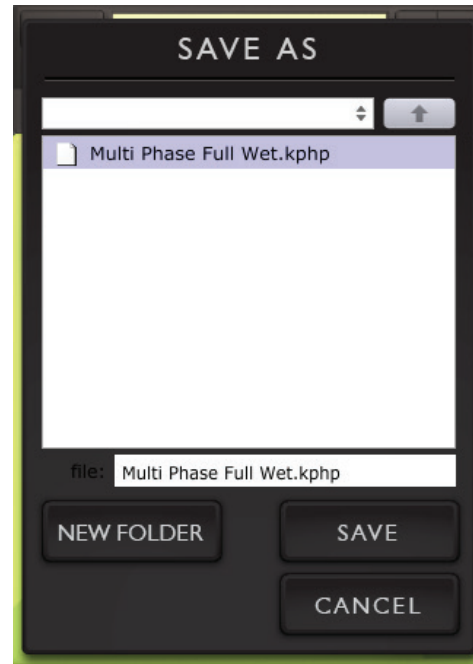 SAVE AS
Multi Phase Full Wet.kphp
file: Multi Phase Full Wet.kphp
NEW FOLDER
SAVE
CANCEL